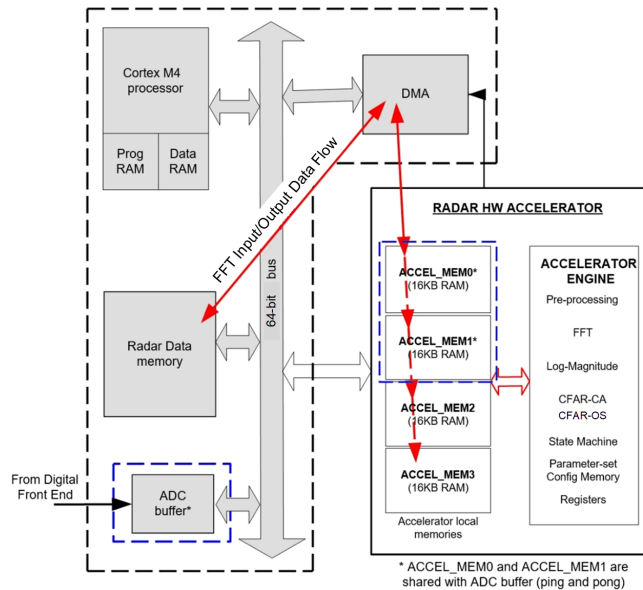 Cortex M4
processor
Prog
RAM
Data
RAM
DMA
FFT Input/Output Data Flow
64-bit bus
Radar Data
memory
From Digital
Front End
ADC
buffer*
RADAR HW ACCELERATOR
ACCEL_MEM0*
(16KB RAM)
ACCEL_MEM1*
(16KB RAM)
ACCEL_MEM2
(16KB RAM)
ACCEL_MEM3
(16KB RAM)
Accelerator local
memories
ACCELERATOR
ENGINE
Pre-processing
FFT
Log-Magnitude
CFAR-CA
CFAR-OS
State Machine
Parameter-set
Config Memory
Registers
* ACCEL_MEM0 and ACCEL_MEM1 are
shared with ADC buffer (ping and pong)